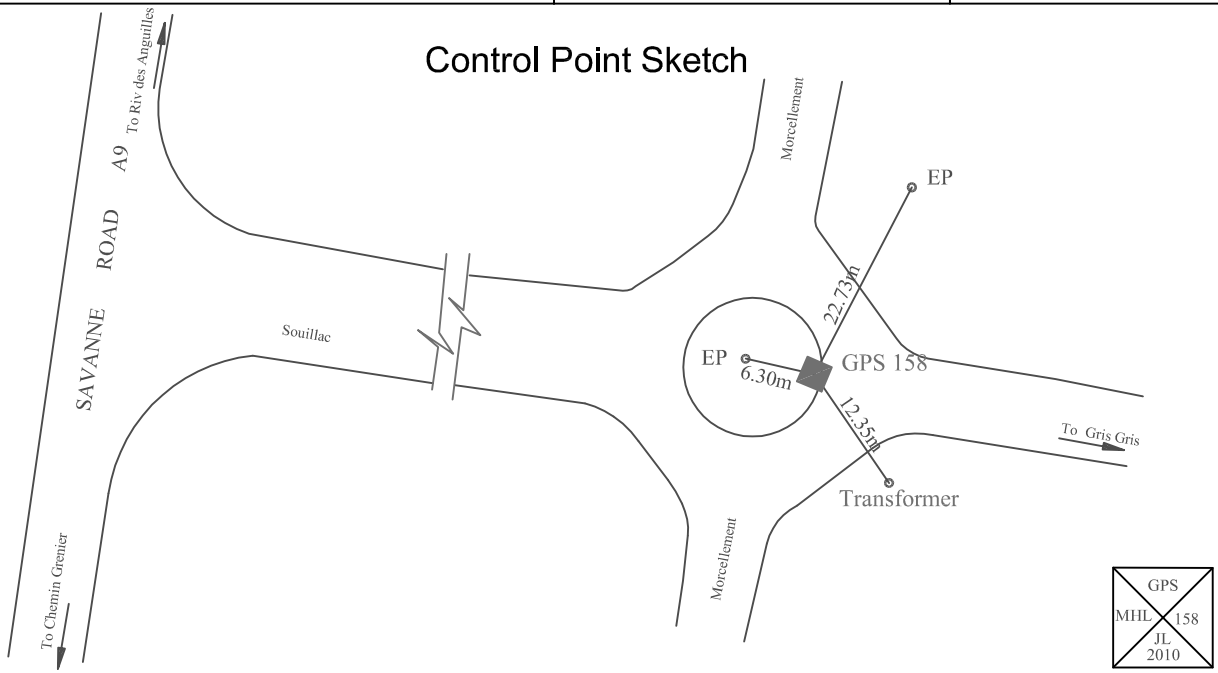 Control Point Sketch
To Riv des Anguilles
SAVANNE ROAD A9
Morcellement
EP
22.73m
Souillac
EP
6.30m
GPS 158
12.35m
To Gris Gris
Transformer
Morcellement
To Chemin Grenier
GPS
MHL 158
JL
2010